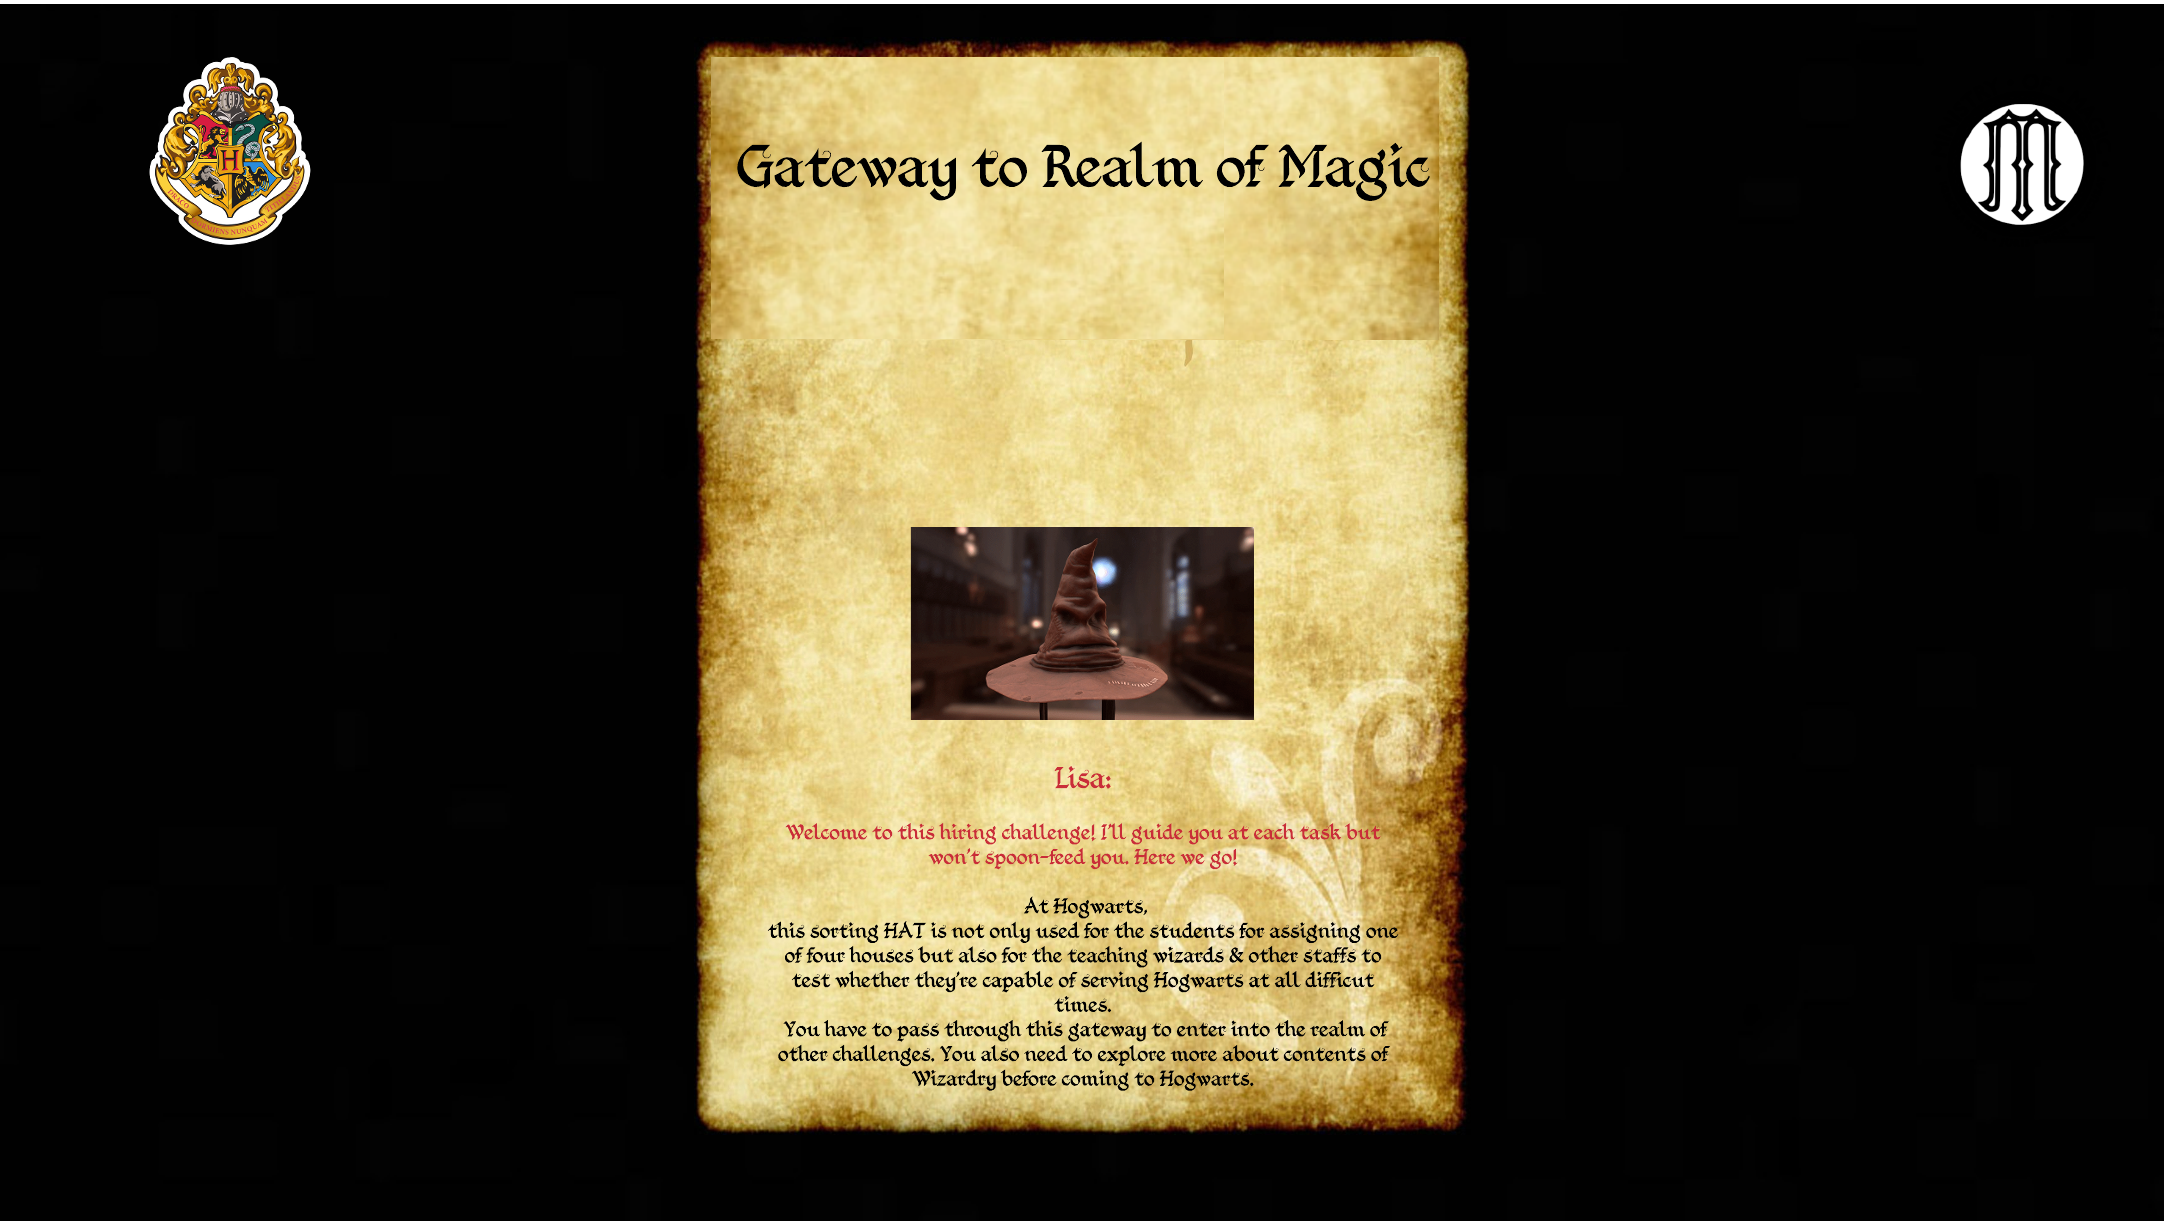 Gateway to Realm of Magic
H
DRACO DORMIENS NUNQUAM
M
Lisa:
Welcome to this hiring challenge! I'll guide you at each task but
won't spoon-feed you. Here we go!
At Hogwarts,
this sorting HAT is not only used for the students for assigning one
of four houses but also for the teaching wizards & other staffs to
test whether they're capable of serving Hogwarts at all difficut
times.
You have to pass through this gateway to enter into the realm of
other challenges. You also need to explore more about contents of
Wizardry before coming to Hogwarts.